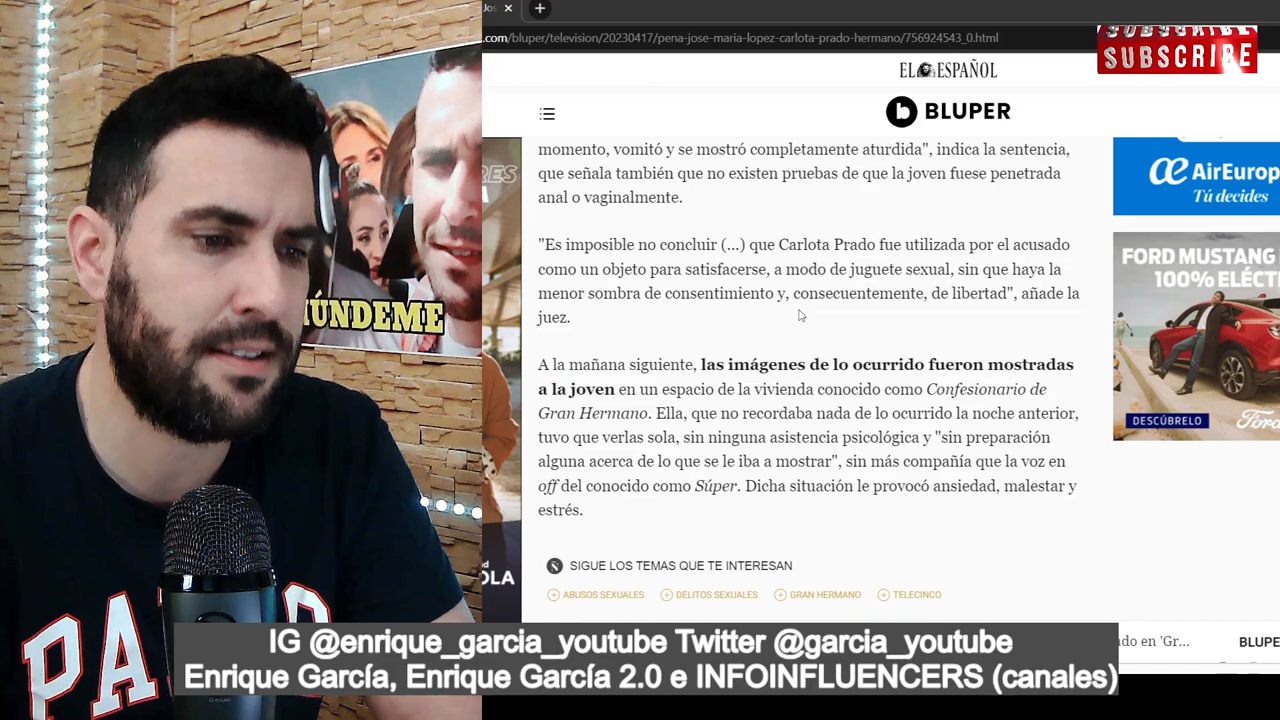 .com/bluper/television/20230417/pena-jose-maria-lopez-carlota-prado-hermano/756924543_0.html
SUBSCRIBE
SUBSCRIBE
EL ESPAÑOL
BLUPER
momento, vomitó y se mostró completamente aturdida", indica la sentencia,
que señala también que no existen pruebas de que la joven fuese penetrada
anal o vaginalmente.
"Es imposible no concluir (...) que Carlota Prado fue utilizada por el acusado
como un objeto para satisfacerse, a modo de juguete sexual, sin que haya la
menor sombra de consentimiento y, consecuentemente, de libertad", añade la
juez.
A la mañana siguiente, las imágenes de lo ocurrido fueron mostradas
a la joven en un espacio de la vivienda conocido como Confesionario de
Gran Hermano. Ella, que no recordaba nada de lo ocurrido la noche anterior,
tuvo que verlas sola, sin ninguna asistencia psicológica y "sin preparación
alguna acerca de lo que se le iba a mostrar", sin más compañía que la voz en
off del conocido como Súper. Dicha situación le provocó ansiedad, malestar y
estrés.
SIGUE LOS TEMAS QUE TE INTERESAN
ABUSOS SEXUALES
DELITOS SEXUALES
GRAN HERMANO
TELECINCO
AirEurop
Tú decides
FORD MUSTANG
100% ELÉCT
DESCÚBRELO
Ford
ÚNDEME
OLA
ado en 'Gr...
BLUPE
IG @enrique_garcia_youtube Twitter @garcia_youtube
Enrique García, Enrique García 2.0 e INFOINFLUENCERS (canales)